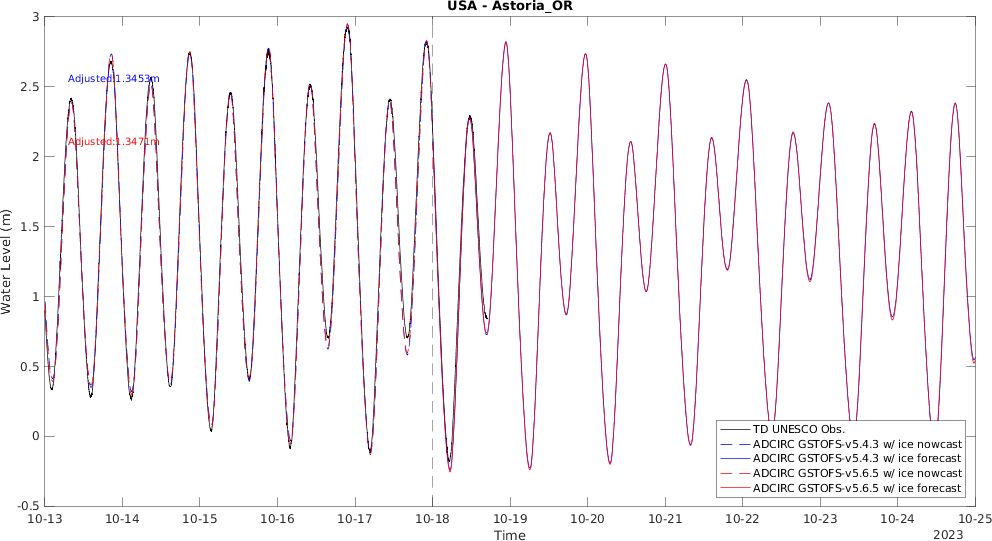 USA - Astoria_OR
3
2.5
2
1.5
1
0.5
0
-0.5
Water Level (m)
Adjusted:1.3453m
Adjusted:1.3471m
TD UNESCO Obs.
ADCIRC GSTOFS-v5.4.3 w/ ice nowcast
ADCIRC GSTOFS-v5.4.3 w/ ice forecast
ADCIRC GSTOFS-v5.6.5 w/ ice nowcast
ADCIRC GSTOFS-v5.6.5 w/ ice forecast
10-13 10-14 10-15 10-16 10-17 10-18 10-19 10-20 10-21 10-22 10-23 10-24 10-25
Time
2023